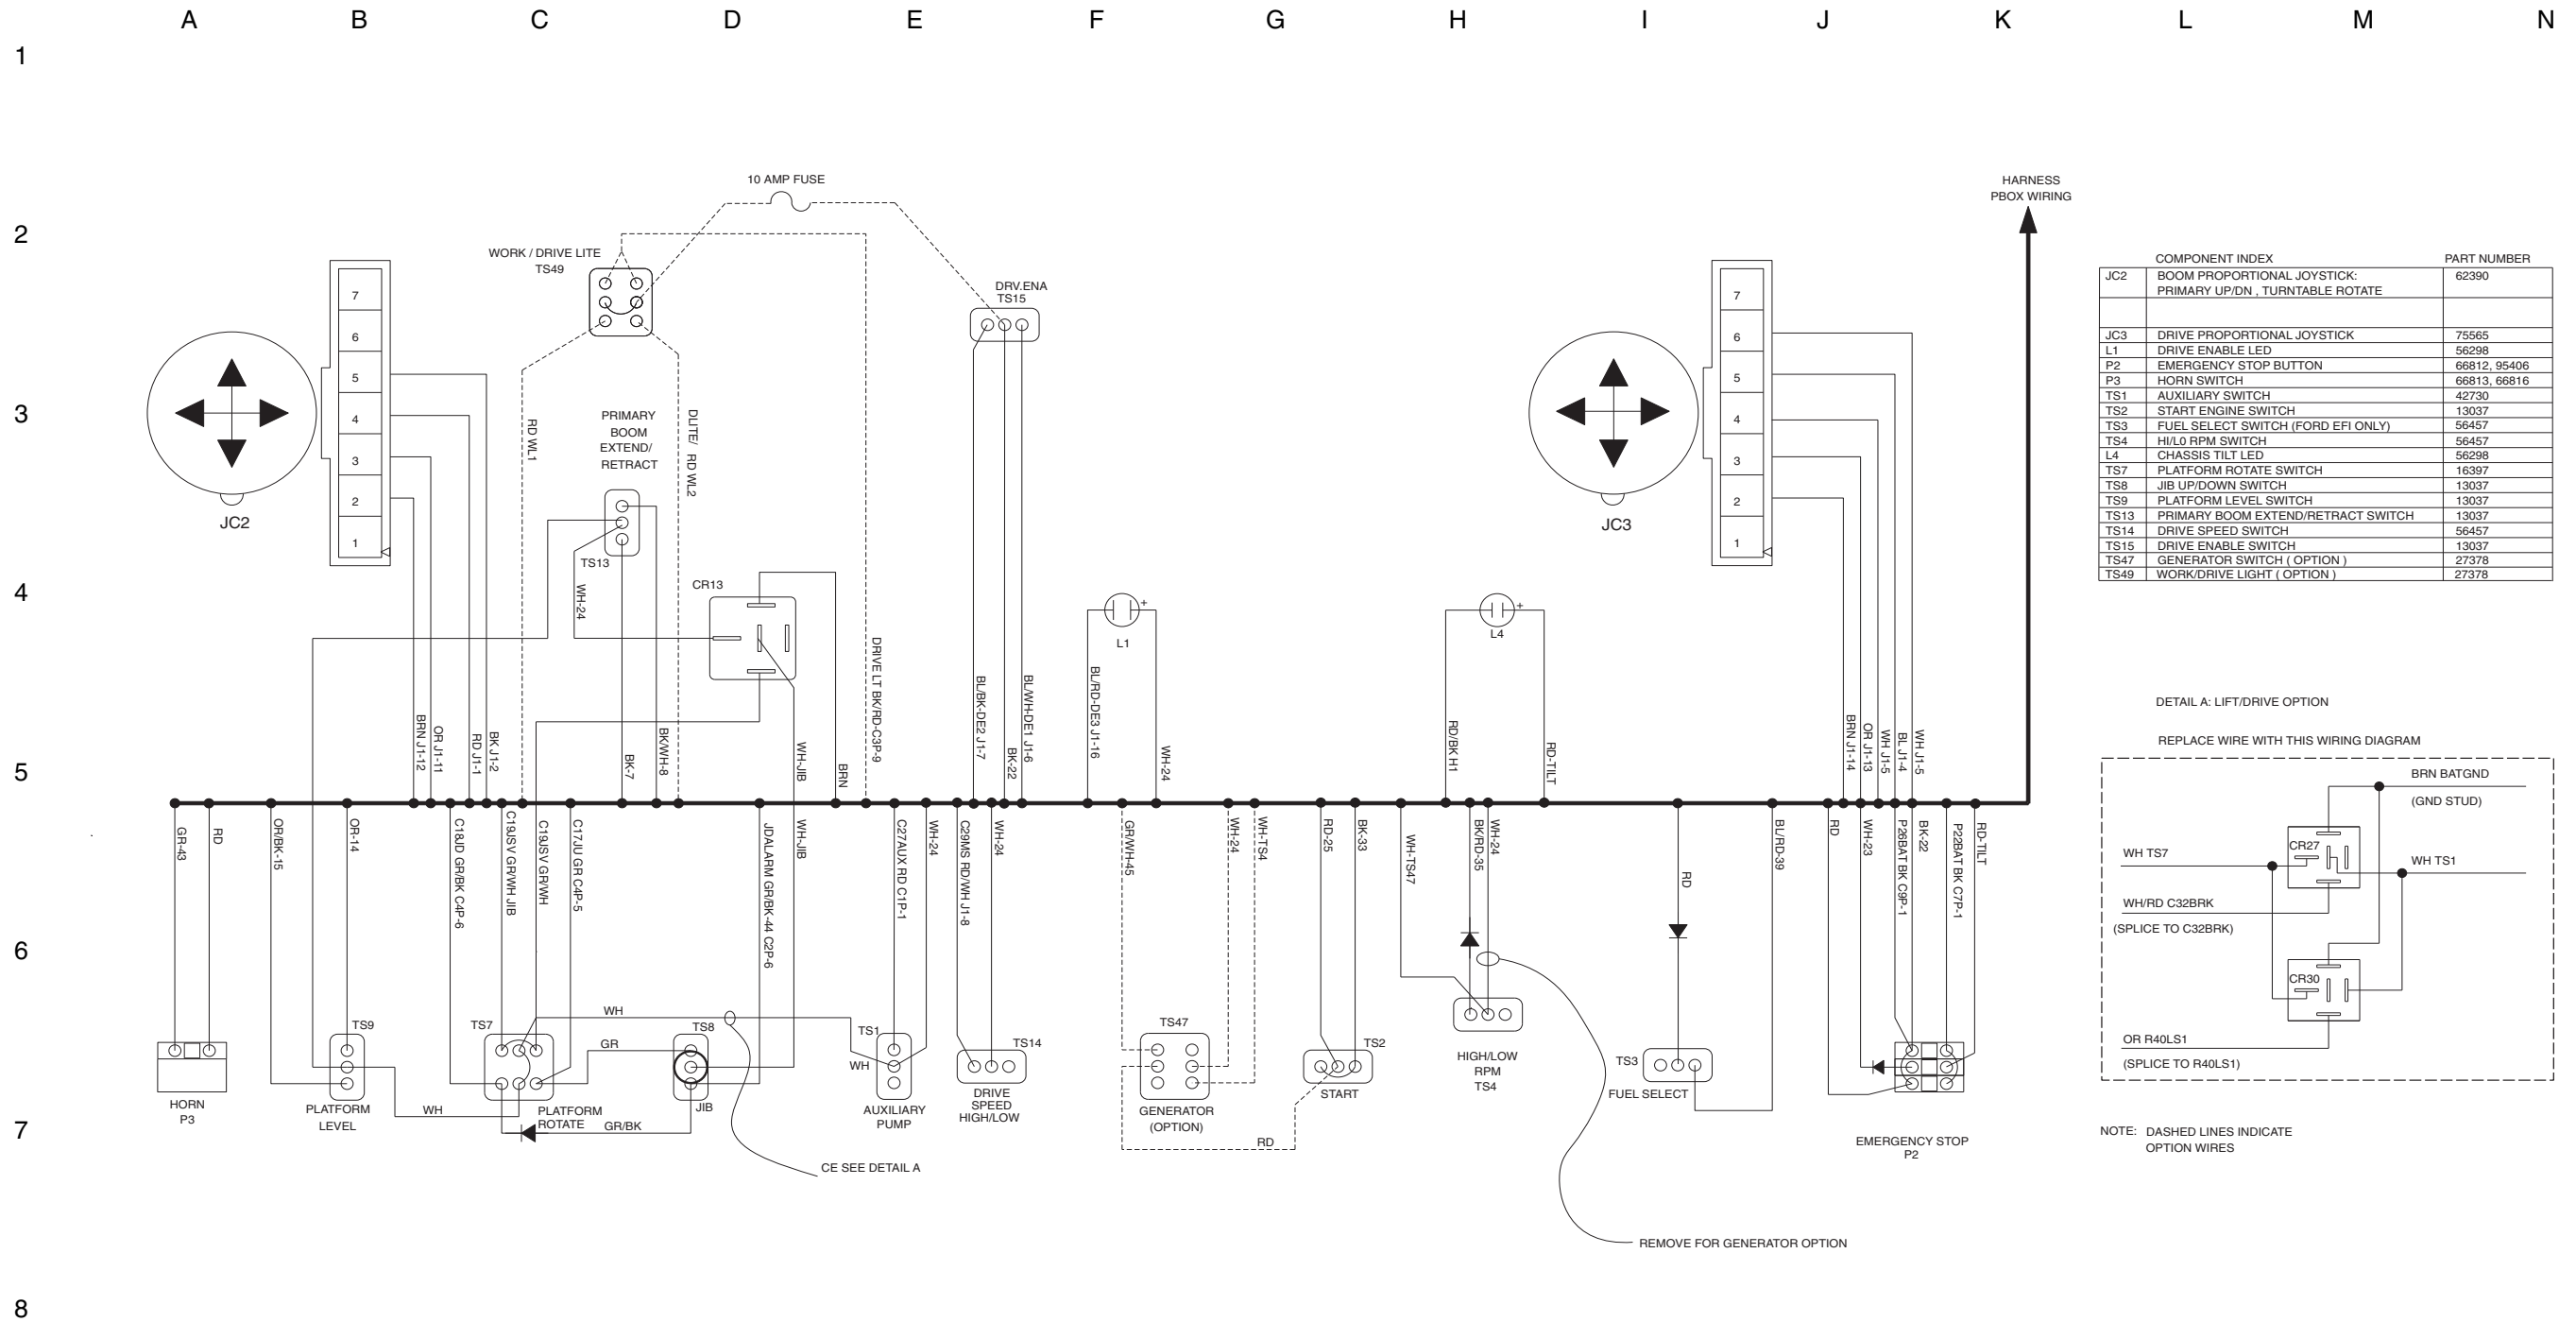 A B C D E F G H I J K L M N
1
2
3
4
5
6
7
8
10 AMP FUSE
HARNESS
PBOX WIRING
WORK / DRIVE LITE
TS49
DRV.ENA
TS15
7
6
5
4
3
2
1
JC2
7
6
5
4
3
2
1
JC3
RD WL1
PRIMARY
BOOM
EXTEND/
RETRACT
DLITE/ RD WL2
TS13
WH-24
CR13
DRIVE LT BK/RD-C3P-9
L1
L4
+
+
BRN J1-12
OR J1-11
RD J1-1
BK J1-2
BK-7
BK/WH-8
WH-JIB
BRN
BL/BK-DE2 J1-7
BK-22
BL/WH-DE1 J1-6
BL/RD-DE3 J1-16
WH-24
RD/BK H1
RD-TILT
BRN J1-14
OR J1-13
WH J1-5
BL J1-4
WH J1-5
GR-43
RD
OR/BK-15
OR-14
C18JD GR/BK C4P-6
C19JSV GR/WH JIB
C19JSV GR/WH
C17JU GR C4P-5
JDALARM GR/BK-44 C2P-6
WH-JIB
C27AUX RD C1P-1
WH-24
C29MS RD/WH J1-8
WH-24
GR/WH-45
WH-24
WH-TS4
RD-25
BK-33
WH-TS47
BK/RD-35
WH-24
RD
BL/RD-39
RD
WH-23
P26BAT BK C9P-1
BK-22
P22BAT BK C7P-1
RD-TILT
HORN
P3
TS9
PLATFORM
LEVEL
WH
TS7
PLATFORM
ROTATE
WH
GR
GR/BK
TS8
JIB
TS1
WH
AUXILIARY
PUMP
TS14
DRIVE
SPEED
HIGH/LOW
CE SEE DETAIL A
TS47
GENERATOR
(OPTION)
RD
TS2
START
HIGH/LOW
RPM
TS4
TS3
FUEL SELECT
REMOVE FOR GENERATOR OPTION
EMERGENCY STOP
P2
COMPONENT INDEX PART NUMBER
JC2 BOOM PROPORTIONAL JOYSTICK: 62390
PRIMARY UP/DN , TURNTABLE ROTATE
JC3 DRIVE PROPORTIONAL JOYSTICK 75565
L1 DRIVE ENABLE LED 56298
P2 EMERGENCY STOP BUTTON 66812, 95406
P3 HORN SWITCH 66813, 66816
TS1 AUXILIARY SWITCH 42730
TS2 START ENGINE SWITCH 13037
TS3 FUEL SELECT SWITCH (FORD EFI ONLY) 56457
TS4 HI/L0 RPM SWITCH 56457
L4 CHASSIS TILT LED 56298
TS7 PLATFORM ROTATE SWITCH 16397
TS8 JIB UP/DOWN SWITCH 13037
TS9 PLATFORM LEVEL SWITCH 13037
TS13 PRIMARY BOOM EXTEND/RETRACT SWITCH 13037
TS14 DRIVE SPEED SWITCH 56457
TS15 DRIVE ENABLE SWITCH 13037
TS47 GENERATOR SWITCH ( OPTION ) 27378
TS49 WORK/DRIVE LIGHT ( OPTION ) 27378
DETAIL A: LIFT/DRIVE OPTION
REPLACE WIRE WITH THIS WIRING DIAGRAM
BRN BATGND
(GND STUD)
CR27
WH TS7
WH TS1
WH/RD C32BRK
(SPLICE TO C32BRK)
CR30
OR R40LS1
(SPLICE TO R40LS1)
NOTE: DASHED LINES INDICATE
OPTION WIRES